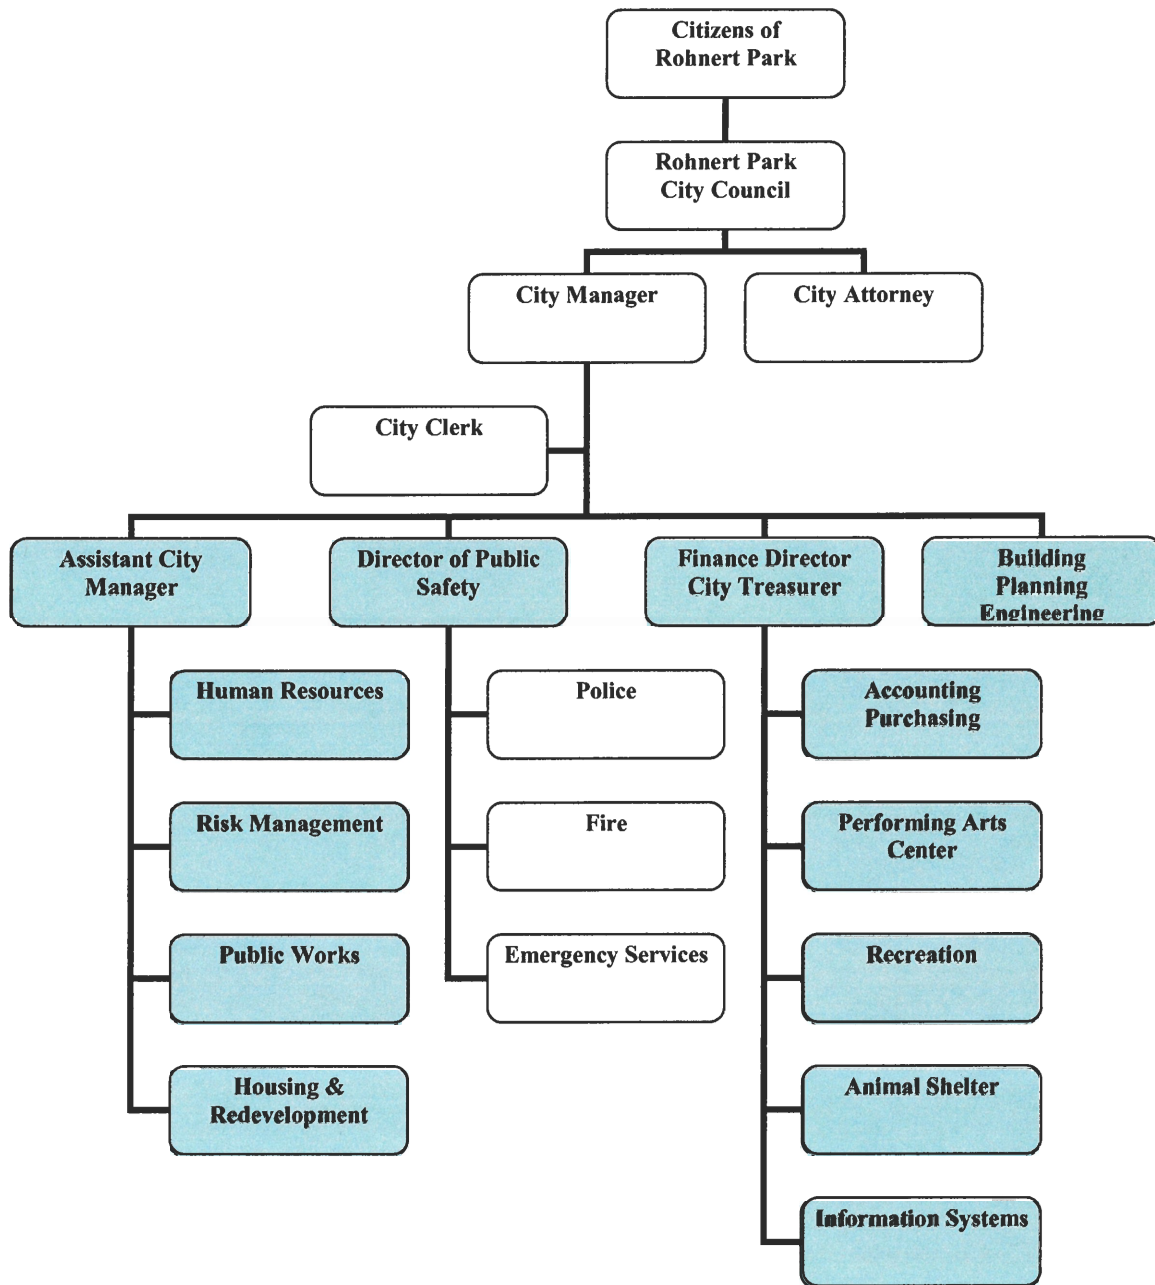 Citizens of
Rohnert Park
Rohnert Park
City Council
City Manager
City Attorney
City Clerk
Assistant City
Manager
Director of Public
Safety
Finance Director
City Treasurer
Building
Planning
Engineering
Human Resources
Police
Accounting
Purchasing
Risk Management
Fire
Performing Arts
Center
Public Works
Emergency Services
Recreation
Housing &
Redevelopment
Animal Shelter
Information Systems